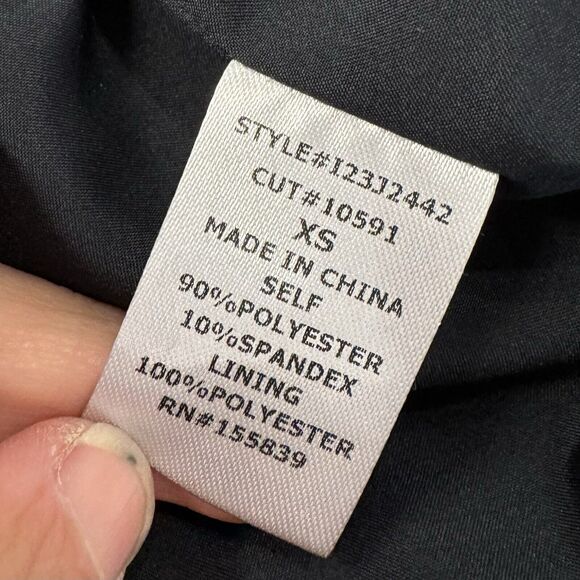 STYLE#I23J2442
CUT#10591
XS
MADE IN CHINA
SELF
90%POLYESTER
10%SPANDEX
LINING
100%POLYESTER
RN#155839